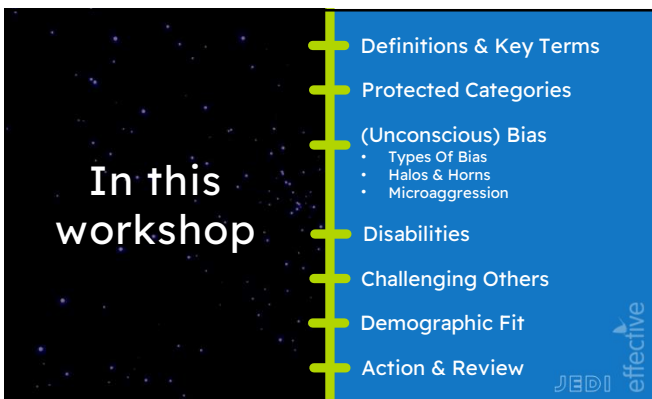 In this
workshop
Definitions & Key Terms
Protected Categories
(Unconscious) Bias
• Types Of Bias
• Halos & Horns
• Microaggression
Disabilities
Challenging Others
Demographic Fit
Action & Review
JEDI
effective